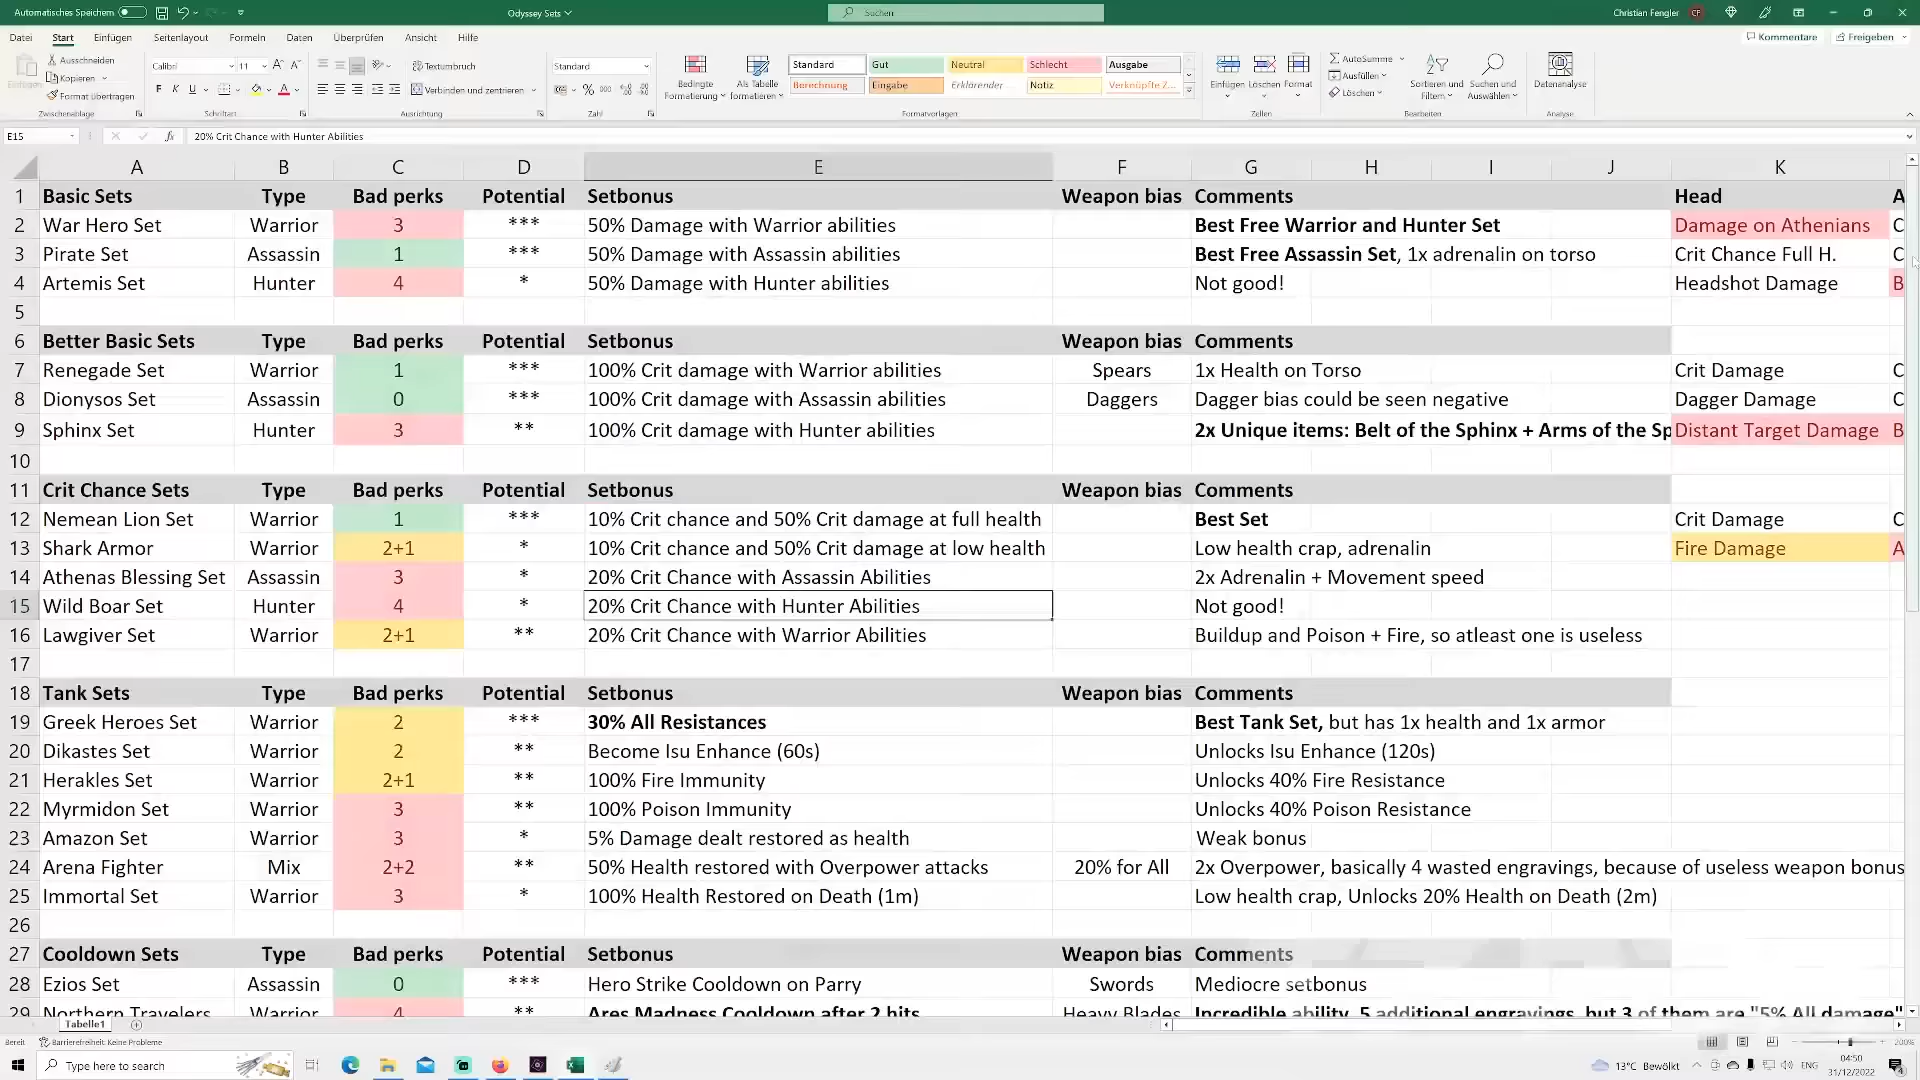 Automatisches Speichern
Odyssey Sets
Suchen
Christian Fengler
CF
Datei Start Einfügen Seitenlayout Formeln Daten Überprüfen Ansicht Hilfe
Kommentare Freigeben
Einfügen
Ausschneiden
Kopieren
Format übertragen
Zwischenablage
Calibri 11
F K U
Schriftart
Textumbruch
Verbinden und zentrieren
Ausrichtung
Standard
Zahl
Bedingte Formatierung
Als Tabelle formatieren
Standard Gut Neutral Schlecht Ausgabe
Berechnung Eingabe Erklärender ... Notiz Verknüpfte Z...
Formatvorlagen
Einfügen Löschen Format
Zellen
AutoSumme
Ausfüllen
Löschen
Sortieren und Filtern
Suchen und Auswählen
Bearbeiten
Datenanalyse
Analyse
E15 fx 20% Crit Chance with Hunter Abilities
A B C D E F G H I J K
1 Basic Sets Type Bad perks Potential Setbonus Weapon bias Comments Head A
2 War Hero Set Warrior 3 *** 50% Damage with Warrior abilities Best Free Warrior and Hunter Set Damage on Athenians C
3 Pirate Set Assassin 1 *** 50% Damage with Assassin abilities Best Free Assassin Set, 1x adrenalin on torso Crit Chance Full H. C
4 Artemis Set Hunter 4 * 50% Damage with Hunter abilities Not good! Headshot Damage B
5
6 Better Basic Sets Type Bad perks Potential Setbonus Weapon bias Comments
7 Renegade Set Warrior 1 *** 100% Crit damage with Warrior abilities Spears 1x Health on Torso Crit Damage C
8 Dionysos Set Assassin 0 *** 100% Crit damage with Assassin abilities Daggers Dagger bias could be seen negative Dagger Damage C
9 Sphinx Set Hunter 3 ** 100% Crit damage with Hunter abilities 2x Unique items: Belt of the Sphinx + Arms of the Sp Distant Target Damage B
10
11 Crit Chance Sets Type Bad perks Potential Setbonus Weapon bias Comments
12 Nemean Lion Set Warrior 1 *** 10% Crit chance and 50% Crit damage at full health Best Set Crit Damage C
13 Shark Armor Warrior 2+1 * 10% Crit chance and 50% Crit damage at low health Low health crap, adrenalin Fire Damage A
14 Athenas Blessing Set Assassin 3 * 20% Crit Chance with Assassin Abilities 2x Adrenalin + Movement speed
15 Wild Boar Set Hunter 4 * 20% Crit Chance with Hunter Abilities Not good!
16 Lawgiver Set Warrior 2+1 ** 20% Crit Chance with Warrior Abilities Buildup and Poison + Fire, so atleast one is useless
17
18 Tank Sets Type Bad perks Potential Setbonus Weapon bias Comments
19 Greek Heroes Set Warrior 2 *** 30% All Resistances Best Tank Set, but has 1x health and 1x armor
20 Dikastes Set Warrior 2 ** Become Isu Enhance (60s) Unlocks Isu Enhance (120s)
21 Herakles Set Warrior 2+1 ** 100% Fire Immunity Unlocks 40% Fire Resistance
22 Myrmidon Set Warrior 3 ** 100% Poison Immunity Unlocks 40% Poison Resistance
23 Amazon Set Warrior 3 * 5% Damage dealt restored as health Weak bonus
24 Arena Fighter Mix 2+2 ** 50% Health restored with Overpower attacks 20% for All 2x Overpower, basically 4 wasted engravings, because of useless weapon bonus
25 Immortal Set Warrior 3 * 100% Health Restored on Death (1m) Low health crap, Unlocks 20% Health on Death (2m)
26
27 Cooldown Sets Type Bad perks Potential Setbonus Weapon bias Comments
28 Ezios Set Assassin 0 *** Hero Strike Cooldown on Parry Swords Mediocre setbonus
29 Northern Travelers Warrior 4 ** Ares Madness Cooldown after 2 hits Heavy Blades Incredible ability, 5 additional engravings, but 3 of them are "5% All damage"
Tabelle1
Bereit Barrierefreiheit: Keine Probleme
200%
Type here to search
13°C Bewölkt
ENG
04:50
31/12/2022